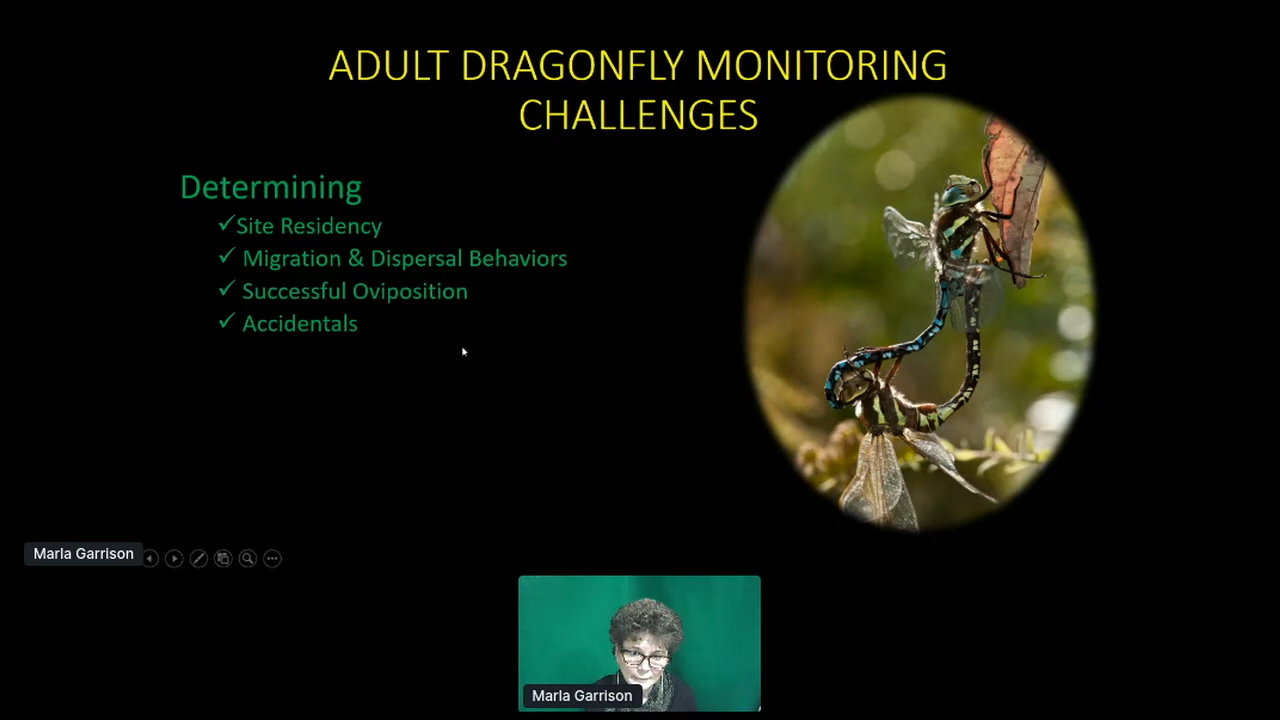 ADULT DRAGONFLY MONITORING
CHALLENGES
Determining
✓Site Residency
✓ Migration & Dispersal Behaviors
✓ Successful Oviposition
✓ Accidentals
Marla Garrison
Marla Garrison